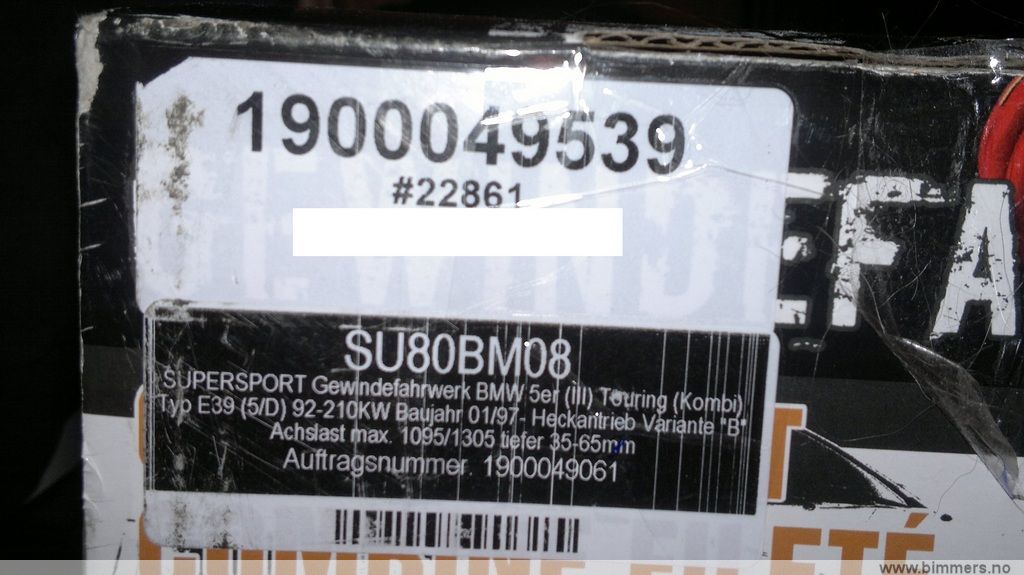 1900049539
#22861
EFA
SU80BM08
SUPERSPORT Gewindefahrwerk BMW 5er (III) Touring (Kombi)
Typ E39 (5/D) 92-210KW Baujahr 01/97- Heckantrieb Variante "B"
Achslast max. 1095/1305 tiefer 35-65mm
Auftragsnummer. 1900049061
www.bimmers.no